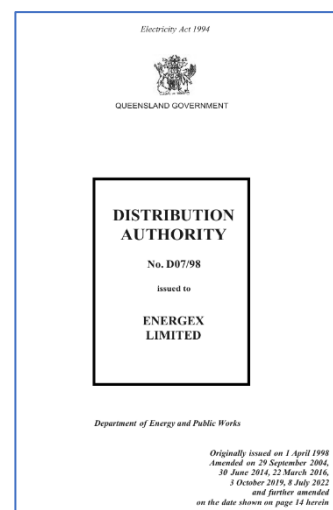 Electricity Act 1994
QUEENSLAND GOVERNMENT
DISTRIBUTION
AUTHORITY
No. D07/98
issued to
ENERGEX
LIMITED
Department of Energy and Public Works
Originally issued on 1 April 1998
Amended on 29 September 2004,
30 June 2014, 22 March 2016,
3 October 2019, 8 July 2022
and further amended
on the date shown on page 14 herein